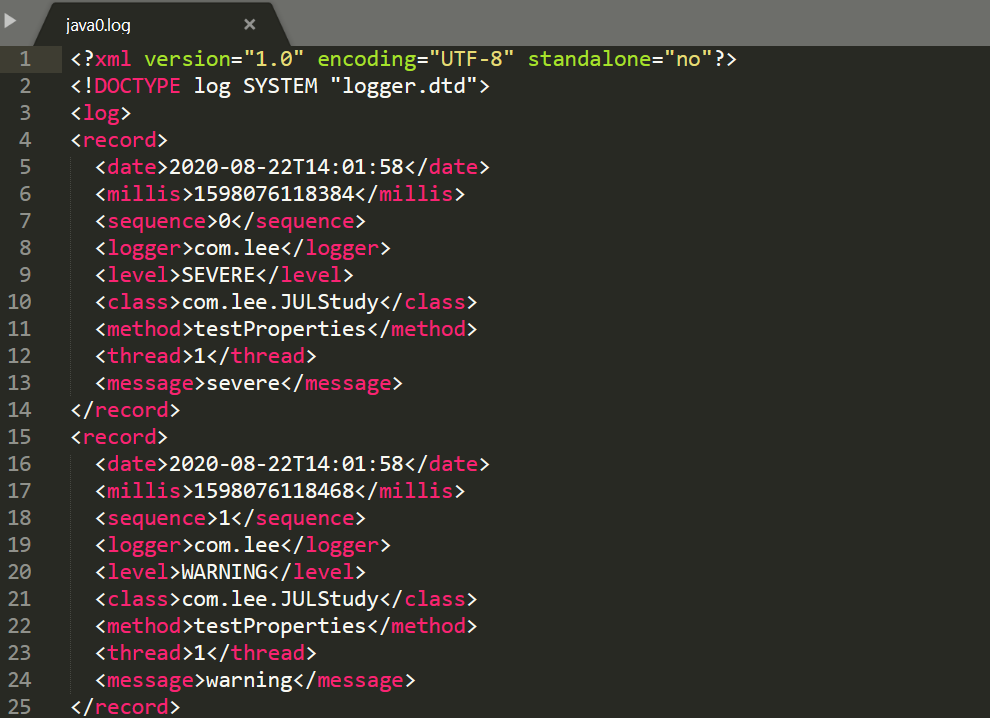 java0.log
1 <?xml version="1.0" encoding="UTF-8" standalone="no"?>
2 <!DOCTYPE log SYSTEM "logger.dtd">
3 <log>
4 <record>
5   <date>2020-08-22T14:01:58</date>
6   <millis>1598076118384</millis>
7   <sequence>0</sequence>
8   <logger>com.lee</logger>
9   <level>SEVERE</level>
10   <class>com.lee.JULStudy</class>
11   <method>testProperties</method>
12   <thread>1</thread>
13   <message>severe</message>
14 </record>
15 <record>
16   <date>2020-08-22T14:01:58</date>
17   <millis>1598076118468</millis>
18   <sequence>1</sequence>
19   <logger>com.lee</logger>
20   <level>WARNING</level>
21   <class>com.lee.JULStudy</class>
22   <method>testProperties</method>
23   <thread>1</thread>
24   <message>warning</message>
25 </record>